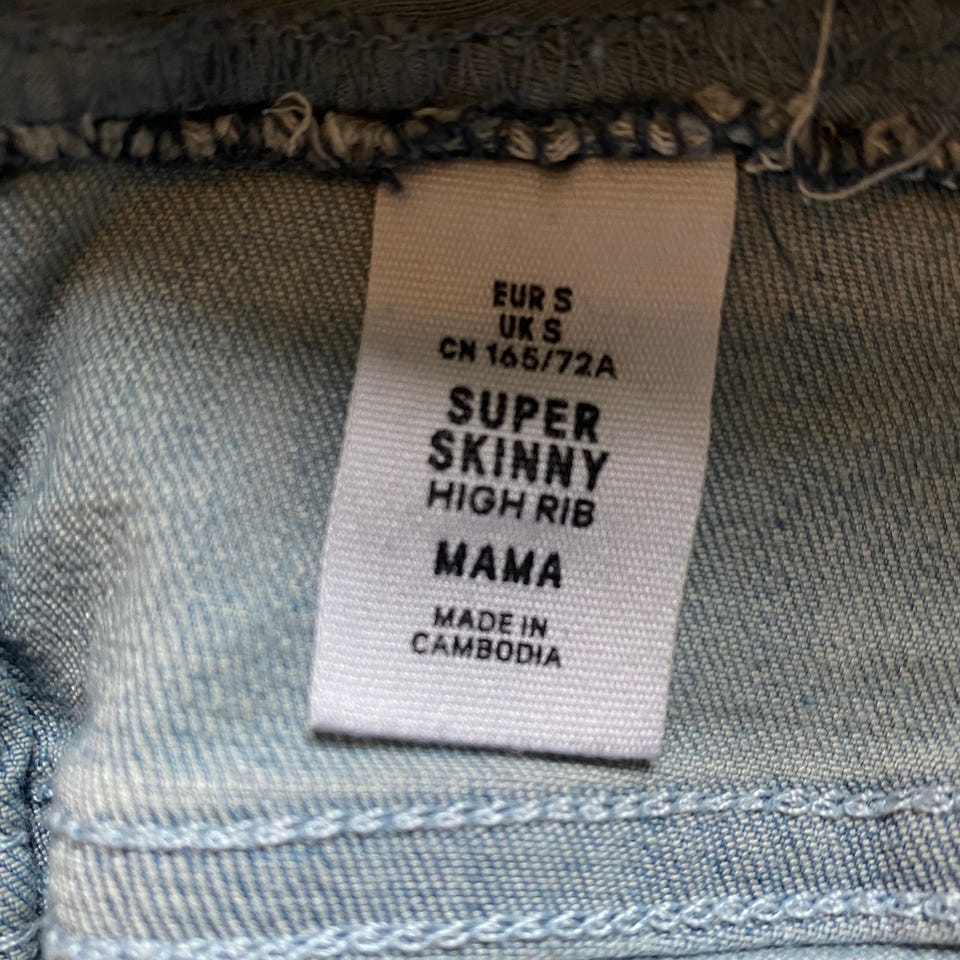 EUR S
UK S
CN 165/72A
SUPER
SKINNY
HIGH RIB
MAMA
MADE IN
CAMBODIA